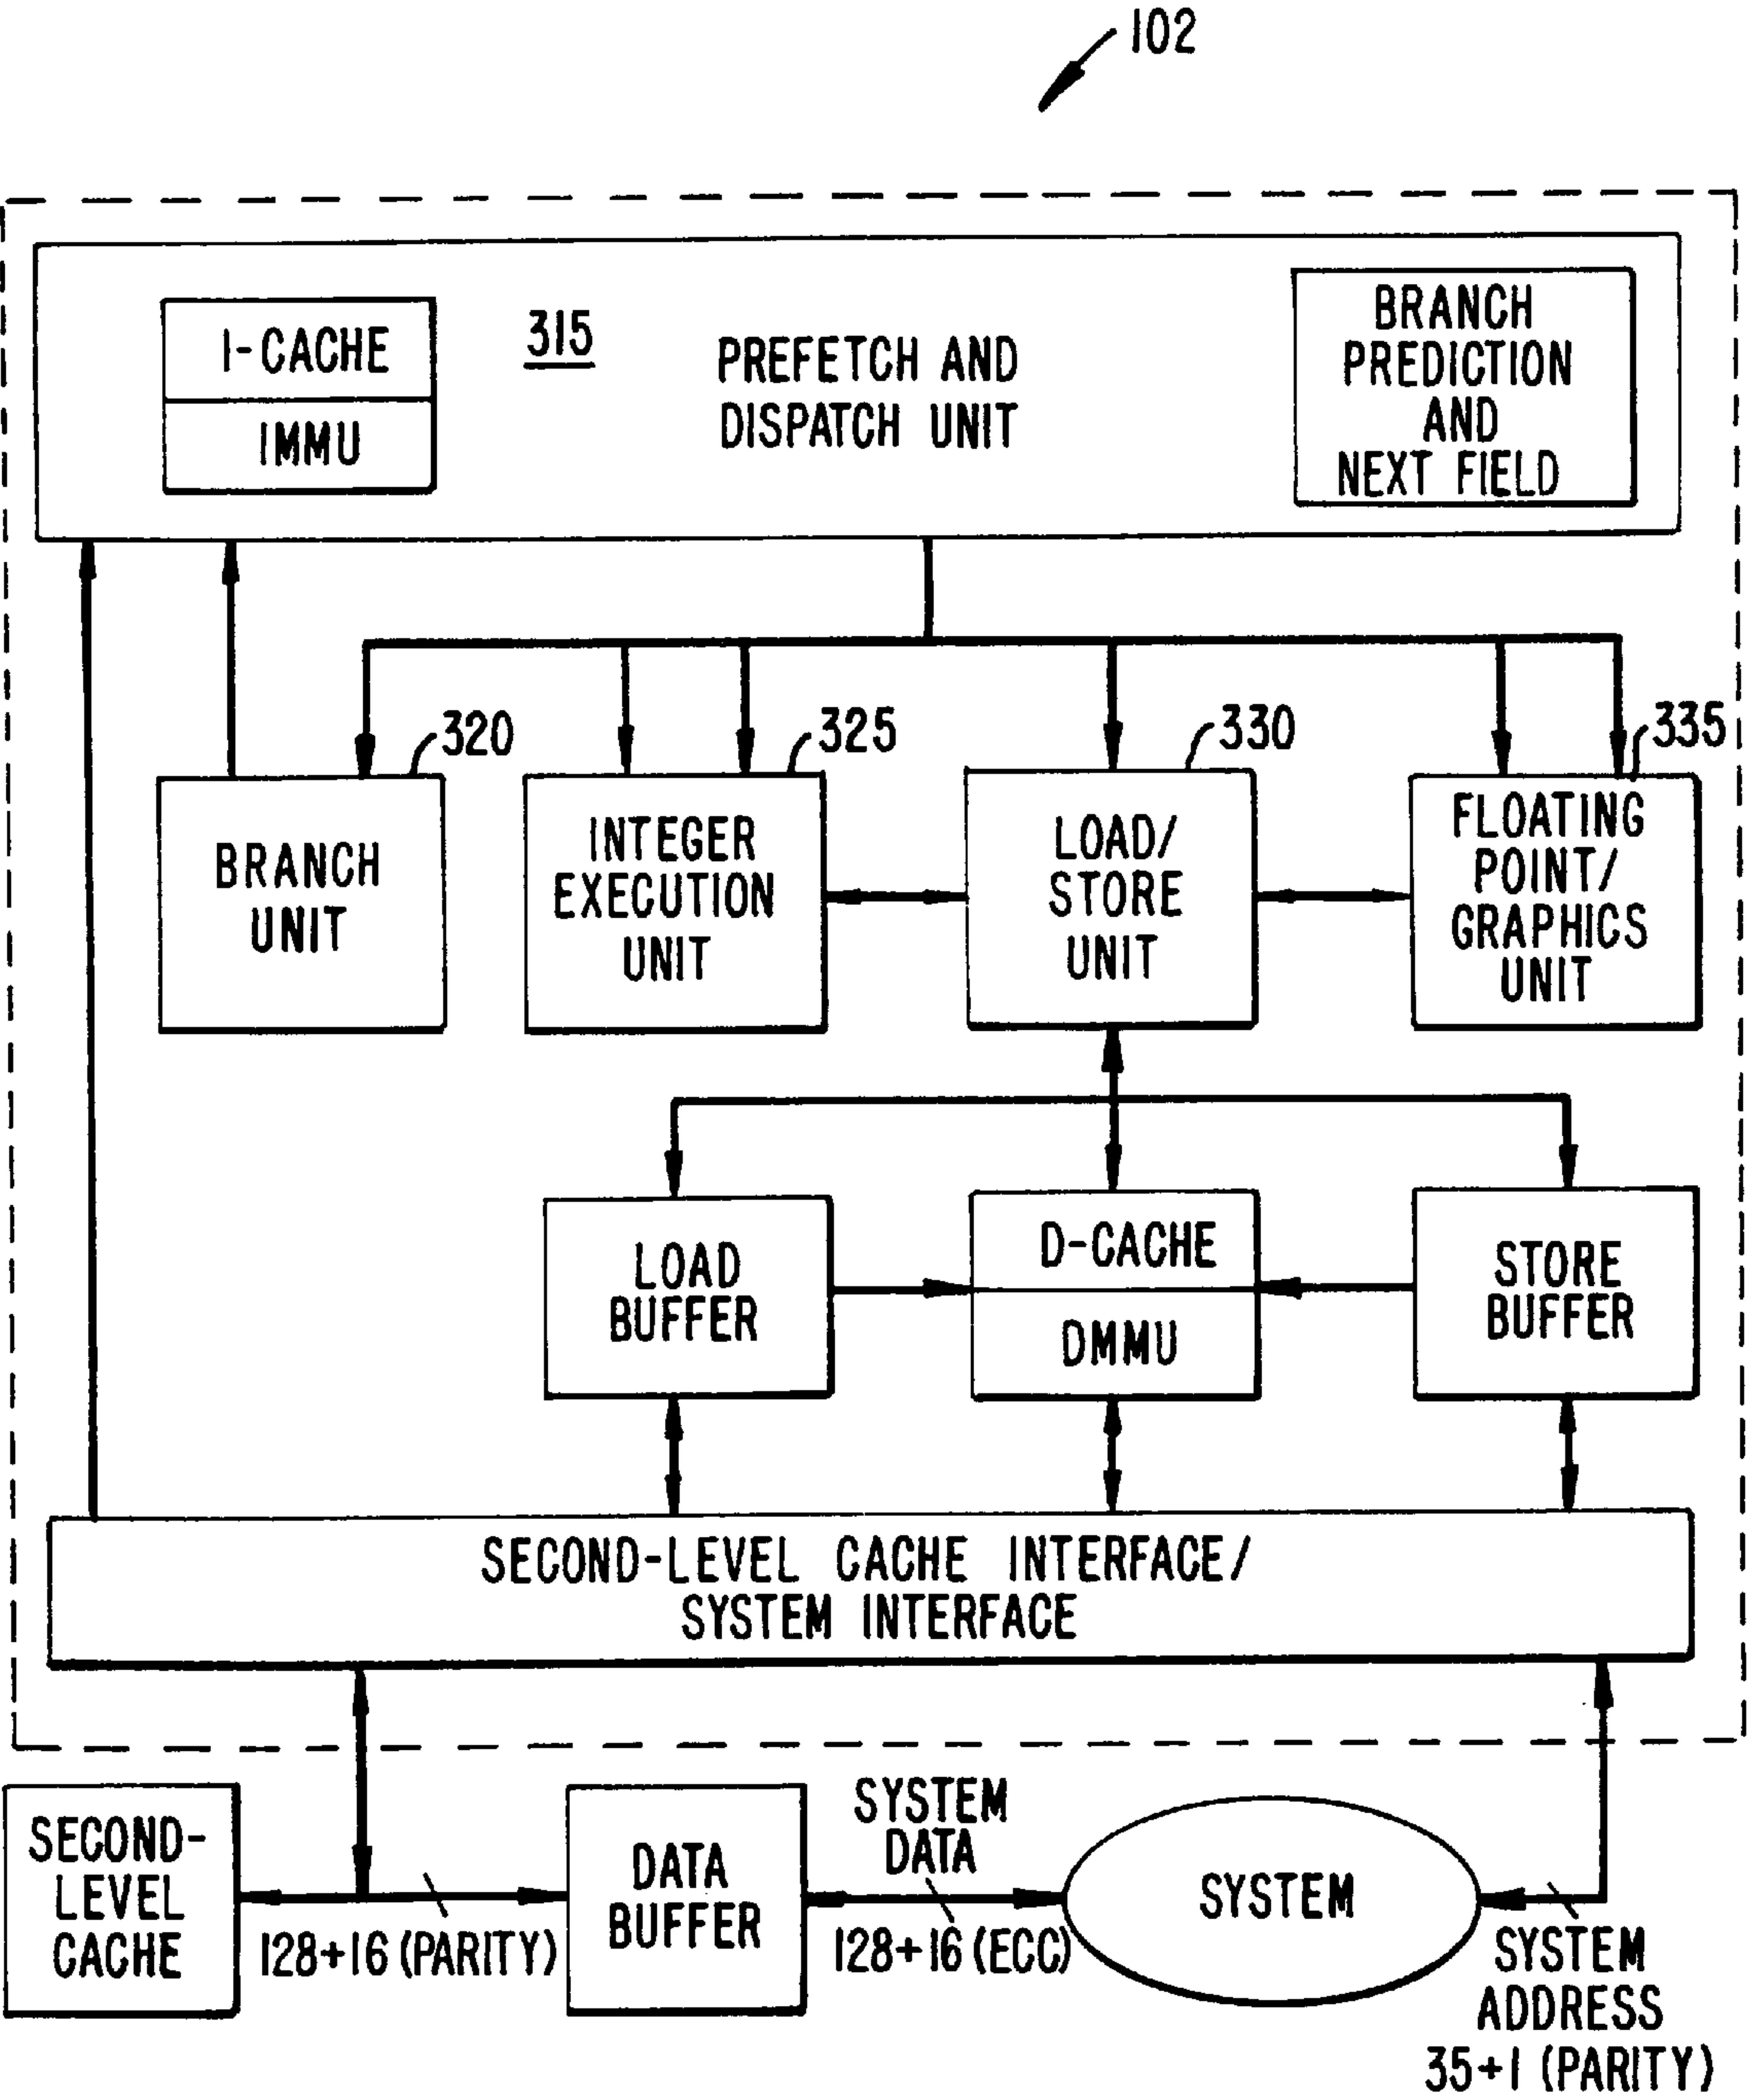 102
I-CACHE
IMMU
315
PREFETCH AND
DISPATCH UNIT
BRANCH
PREDICTION
AND
NEXT FIELD
320
325
330
335
BRANCH
UNIT
INTEGER
EXECUTION
UNIT
LOAD/
STORE
UNIT
FLOATING
POINT/
GRAPHICS
UNIT
LOAD
BUFFER
D-CACHE
DMMU
STORE
BUFFER
SECOND-LEVEL CACHE INTERFACE/
SYSTEM INTERFACE
SECOND-
LEVEL
CACHE
128+16 (PARITY)
DATA
BUFFER
SYSTEM
DATA
128+16 (ECC)
SYSTEM
SYSTEM
ADDRESS
35+1 (PARITY)